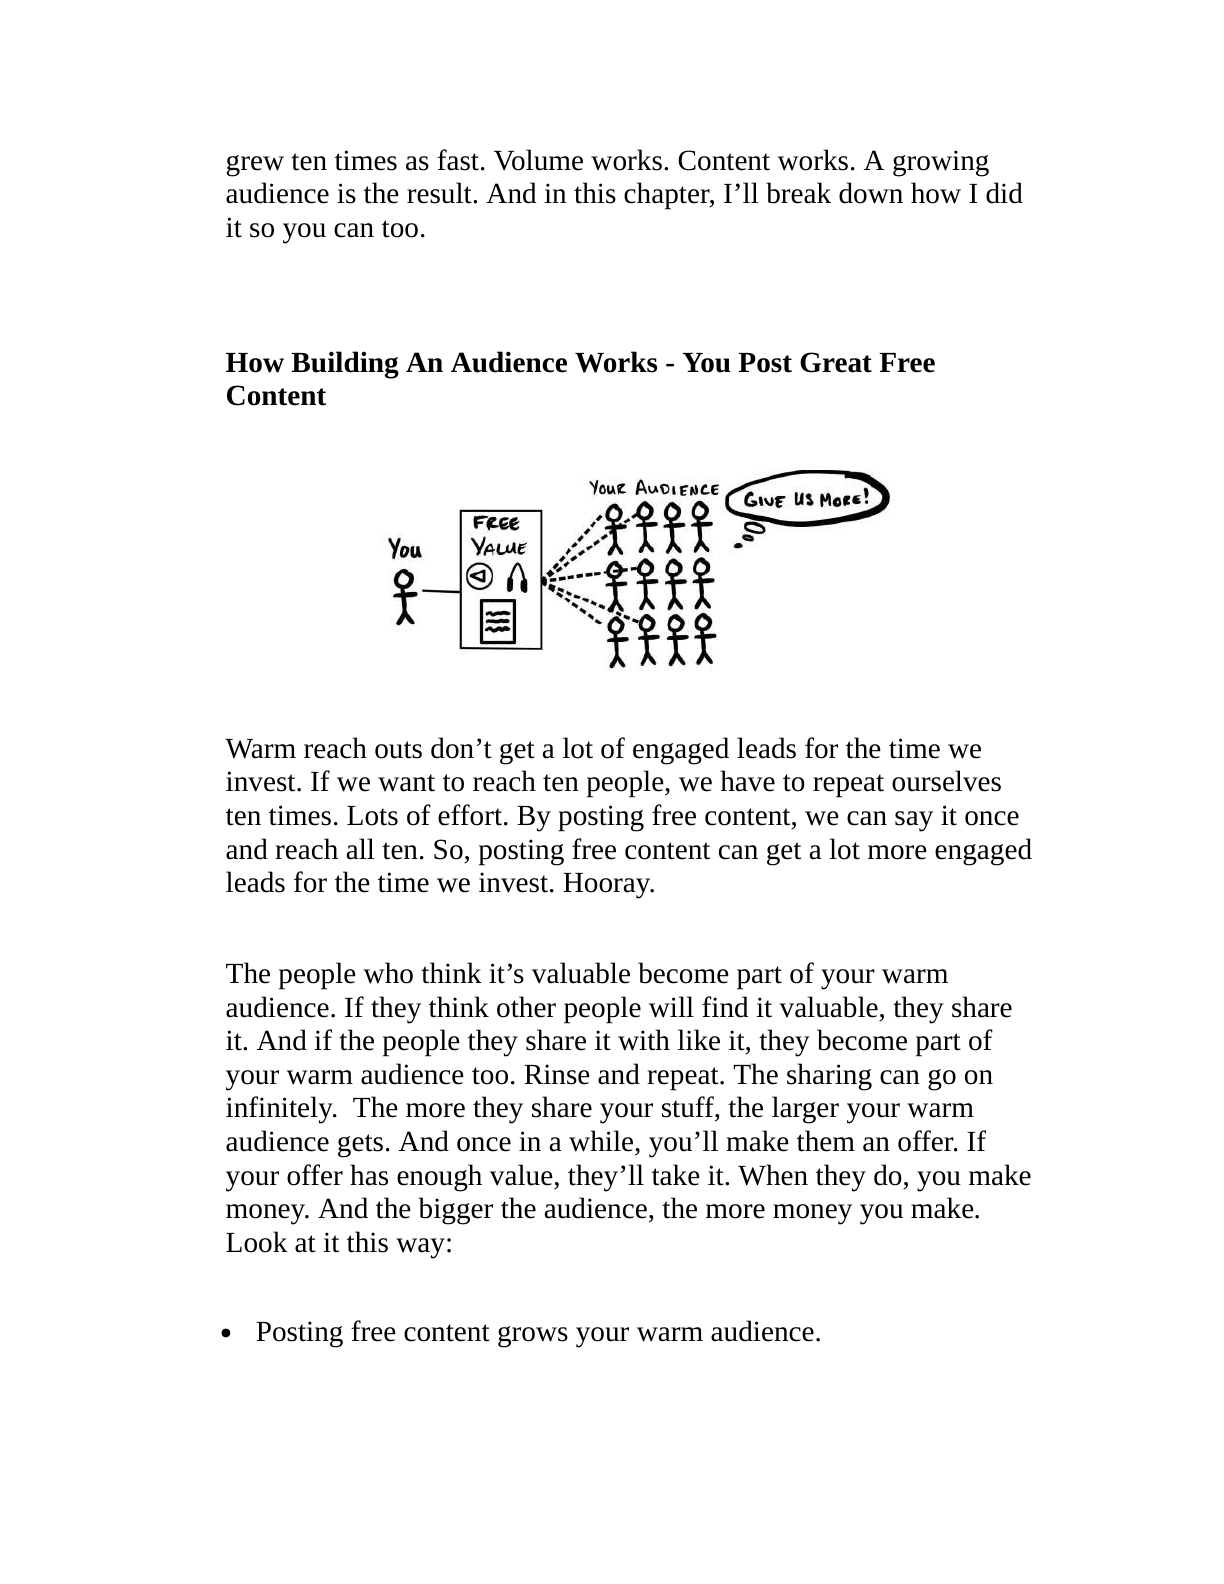 grew ten times as fast. Volume works. Content works. A growing
audience is the result. And in this chapter, I’ll break down how I did
it so you can too.
How Building An Audience Works - You Post Great Free
Content
You
FREE
VALUE
YOUR AUDIENCE
GIVE US MORE!
Warm reach outs don’t get a lot of engaged leads for the time we
invest. If we want to reach ten people, we have to repeat ourselves
ten times. Lots of effort. By posting free content, we can say it once
and reach all ten. So, posting free content can get a lot more engaged
leads for the time we invest. Hooray.
The people who think it’s valuable become part of your warm
audience. If they think other people will find it valuable, they share
it. And if the people they share it with like it, they become part of
your warm audience too. Rinse and repeat. The sharing can go on
infinitely.  The more they share your stuff, the larger your warm
audience gets. And once in a while, you’ll make them an offer. If
your offer has enough value, they’ll take it. When they do, you make
money. And the bigger the audience, the more money you make.
Look at it this way:
• Posting free content grows your warm audience.